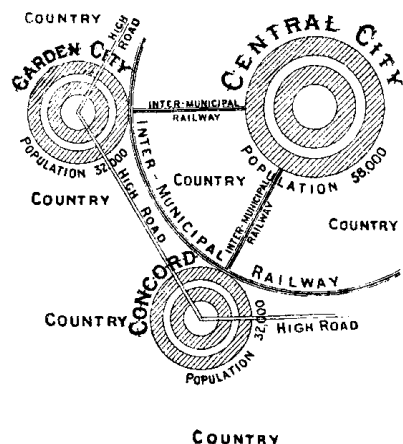 COUNTRY
HIGH ROAD
GARDEN CITY
POPULATION 32,000
CENTRAL CITY
POPULATION 58,000
INTER-MUNICIPAL
RAILWAY
INTER-MUNICIPAL RAILWAY
COUNTRY
INTER-MUNICIPAL
RAILWAY
COUNTRY
HIGH ROAD
COUNTRY
CONCORD
POPULATION 32,000
COUNTRY
HIGH ROAD
COUNTRY